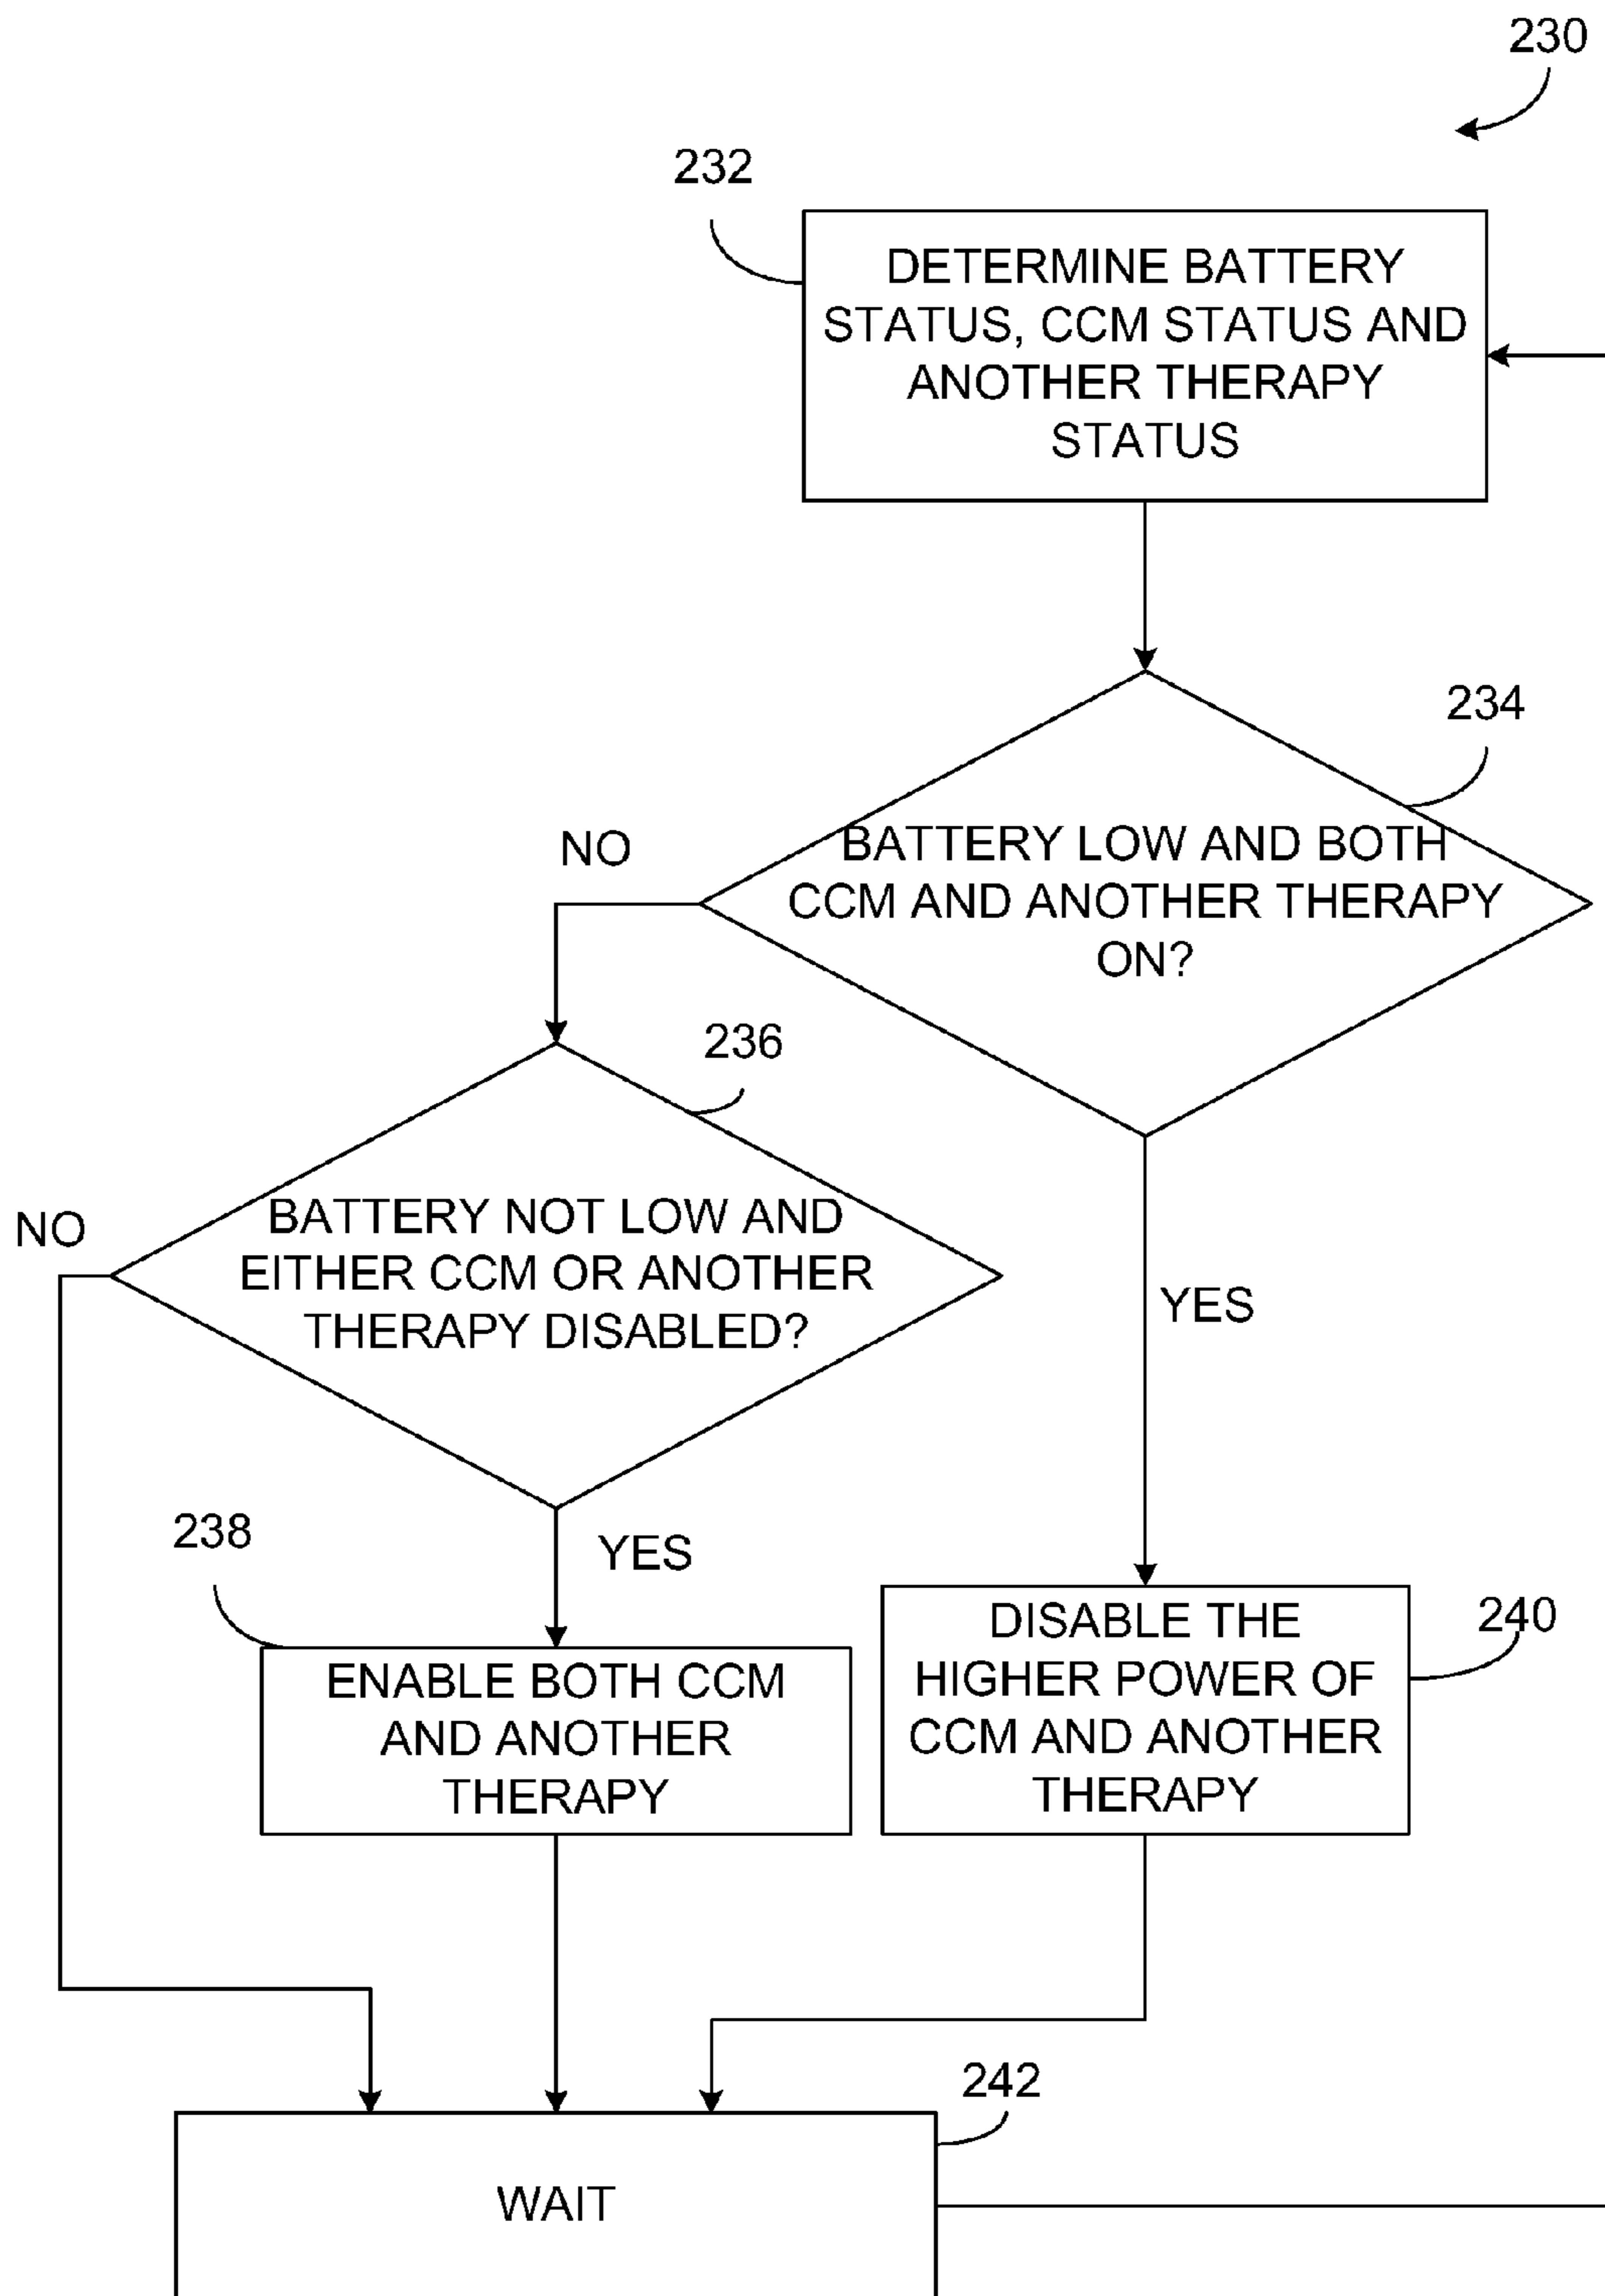 230
232
DETERMINE BATTERY
STATUS, CCM STATUS AND
ANOTHER THERAPY
STATUS
234
NO
BATTERY LOW AND BOTH
CCM AND ANOTHER THERAPY
ON?
236
NO
BATTERY NOT LOW AND
EITHER CCM OR ANOTHER
THERAPY DISABLED?
YES
238
YES
ENABLE BOTH CCM
AND ANOTHER
THERAPY
240
DISABLE THE
HIGHER POWER OF
CCM AND ANOTHER
THERAPY
242
WAIT